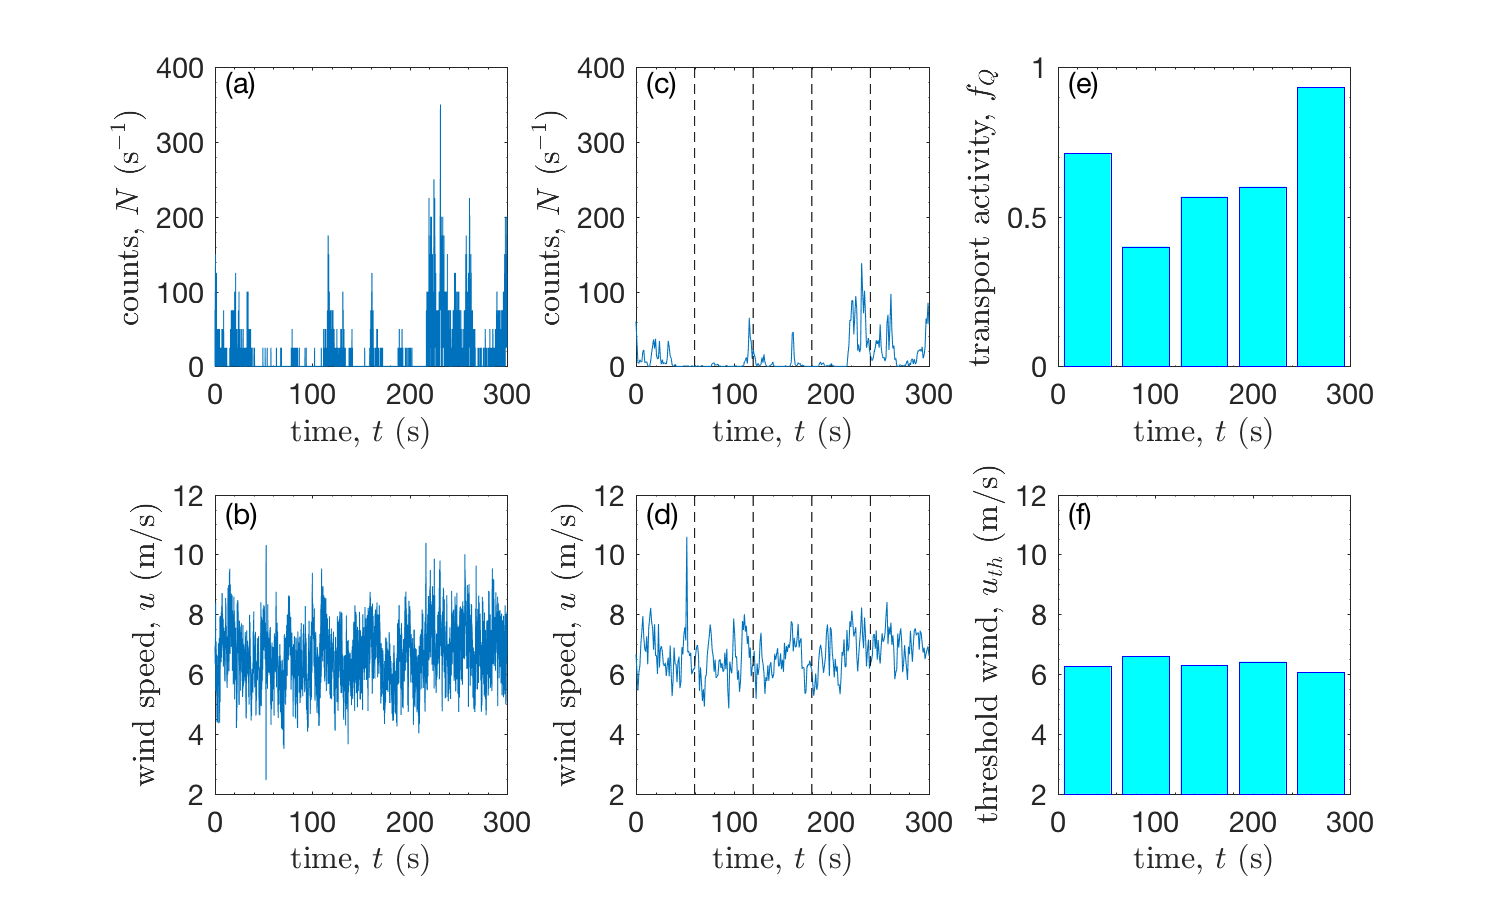 (a)
400
300
200
100
0
counts, N (s⁻¹)
0 100 200 300
time, t (s)
(c)
400
300
200
100
0
counts, N (s⁻¹)
0 100 200 300
time, t (s)
(e)
1
0.5
0
transport activity, f_Q
0 100 200 300
time, t (s)
(b)
12
10
8
6
4
2
wind speed, u (m/s)
0 100 200 300
time, t (s)
(d)
12
10
8
6
4
2
wind speed, u (m/s)
0 100 200 300
time, t (s)
(f)
12
10
8
6
4
2
threshold wind, u_th (m/s)
0 100 200 300
time, t (s)